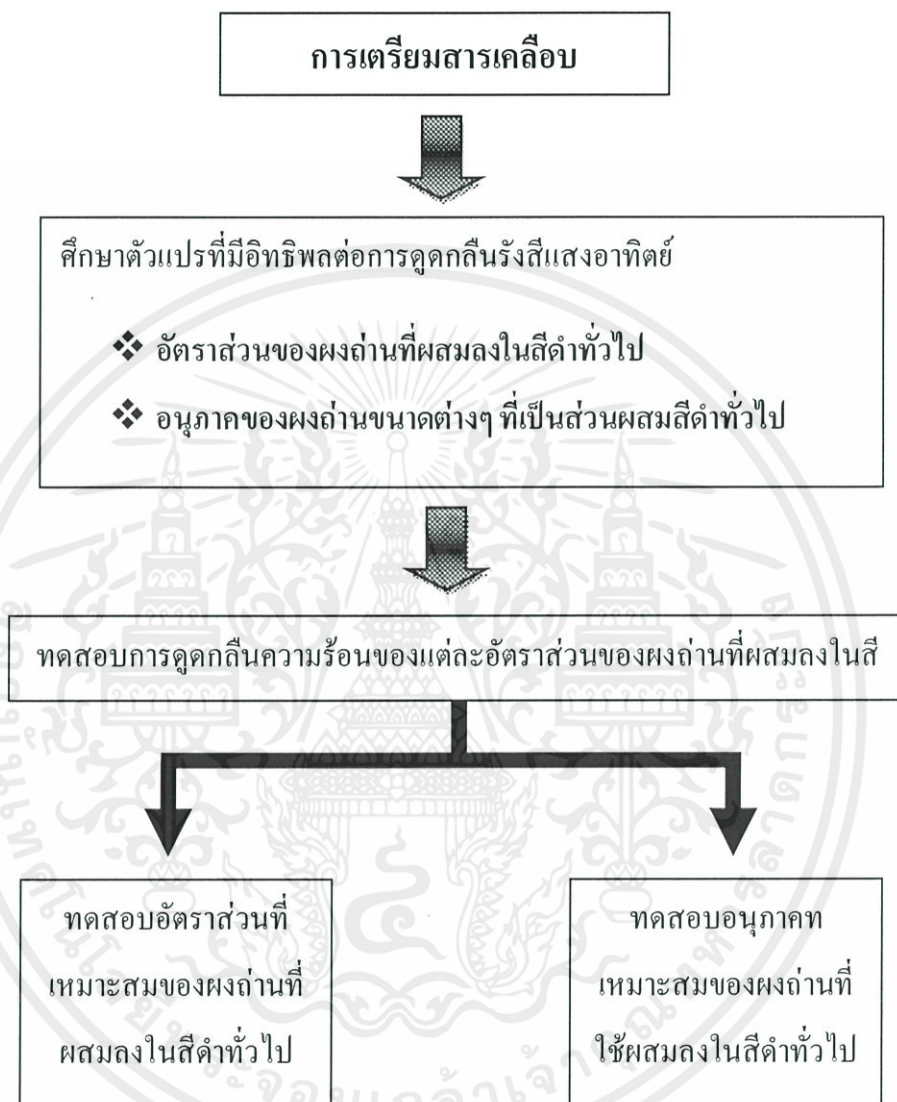 การเตรียมสารเคลือบ
ศึกษาตัวแปรที่มีอิทธิพลต่อการดูดกลืนรังสีแสงอาทิตย์
❖ อัตราส่วนของผงถ่านที่ผสมลงในสีดำทั่วไป
❖ อนุภาคของผงถ่านขนาดต่างๆ ที่เป็นส่วนผสมสีดำทั่วไป
ทดสอบการดูดกลืนความร้อนของแต่ละอัตราส่วนของผงถ่านที่ผสมลงในสี
ทดสอบอัตราส่วนที่
เหมาะสมของผงถ่านที่
ผสมลงในสีดำทั่วไป
ทดสอบอนุภาคท
เหมาะสมของผงถ่านที่
ใช้ผสมลงในสีดำทั่วไป